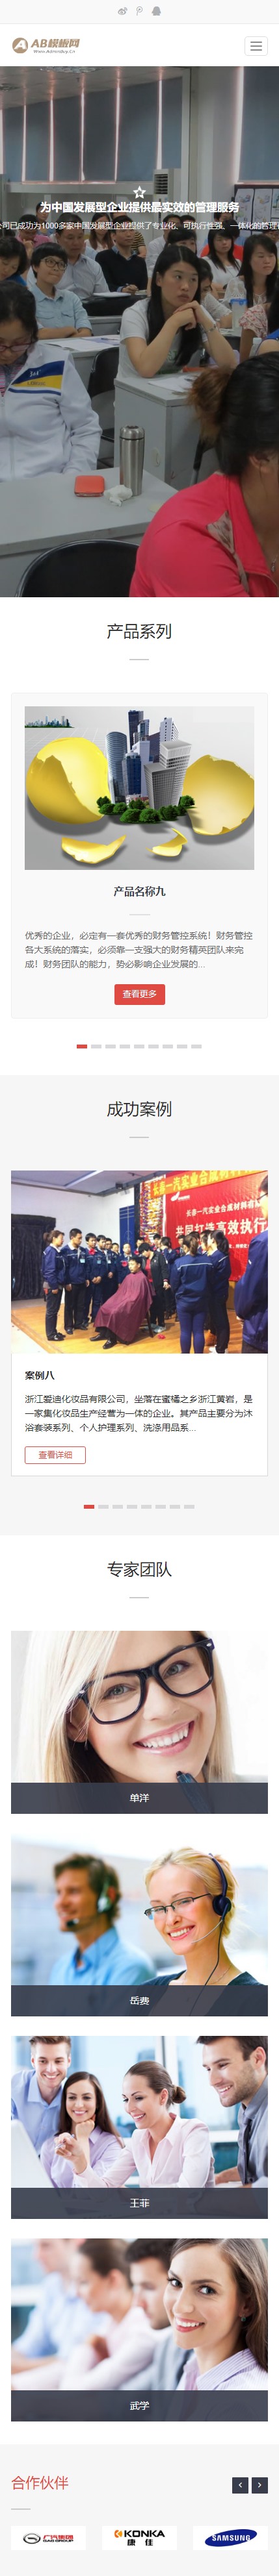 AB模板网
Www.AdminBuy.Cn
为中国发展型企业提供最实效的管理服务
公司已成功为1000多家中国发展型企业提供了专业化、可执行性强、一体化的管理
产品系列
产品名称九
优秀的企业，必定有一套优秀的财务管控系统！财务管控
各大系统的落实，必须靠一支强大的财务精英团队来完
成！财务团队的能力，势必影响企业发展的...
查看更多
成功案例
案例八
浙江爱迪化妆品有限公司，坐落在蜜橘之乡浙江黄岩，是
一家集化妆品生产经营为一体的企业。其产品主要分为沐
浴套装系列、个人护理系列、洗涤用品系...
查看详细
专家团队
单洋
岳费
王菲
武学
合作伙伴
广汽集团
GAC GROUP
KONKA
康佳
SAMSUNG